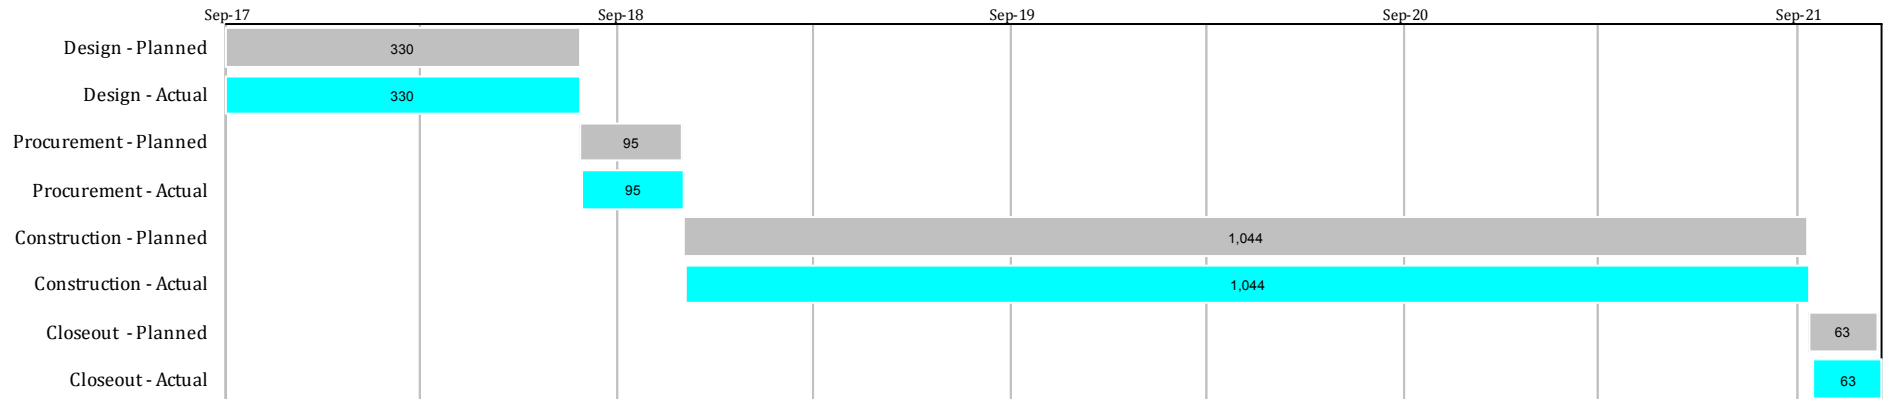 Sep-17 Sep-18 Sep-19 Sep-20 Sep-21
Design - Planned 330
Design - Actual 330
Procurement - Planned 95
Procurement - Actual 95
Construction - Planned 1,044
Construction - Actual 1,044
Closeout - Planned 63
Closeout - Actual 63